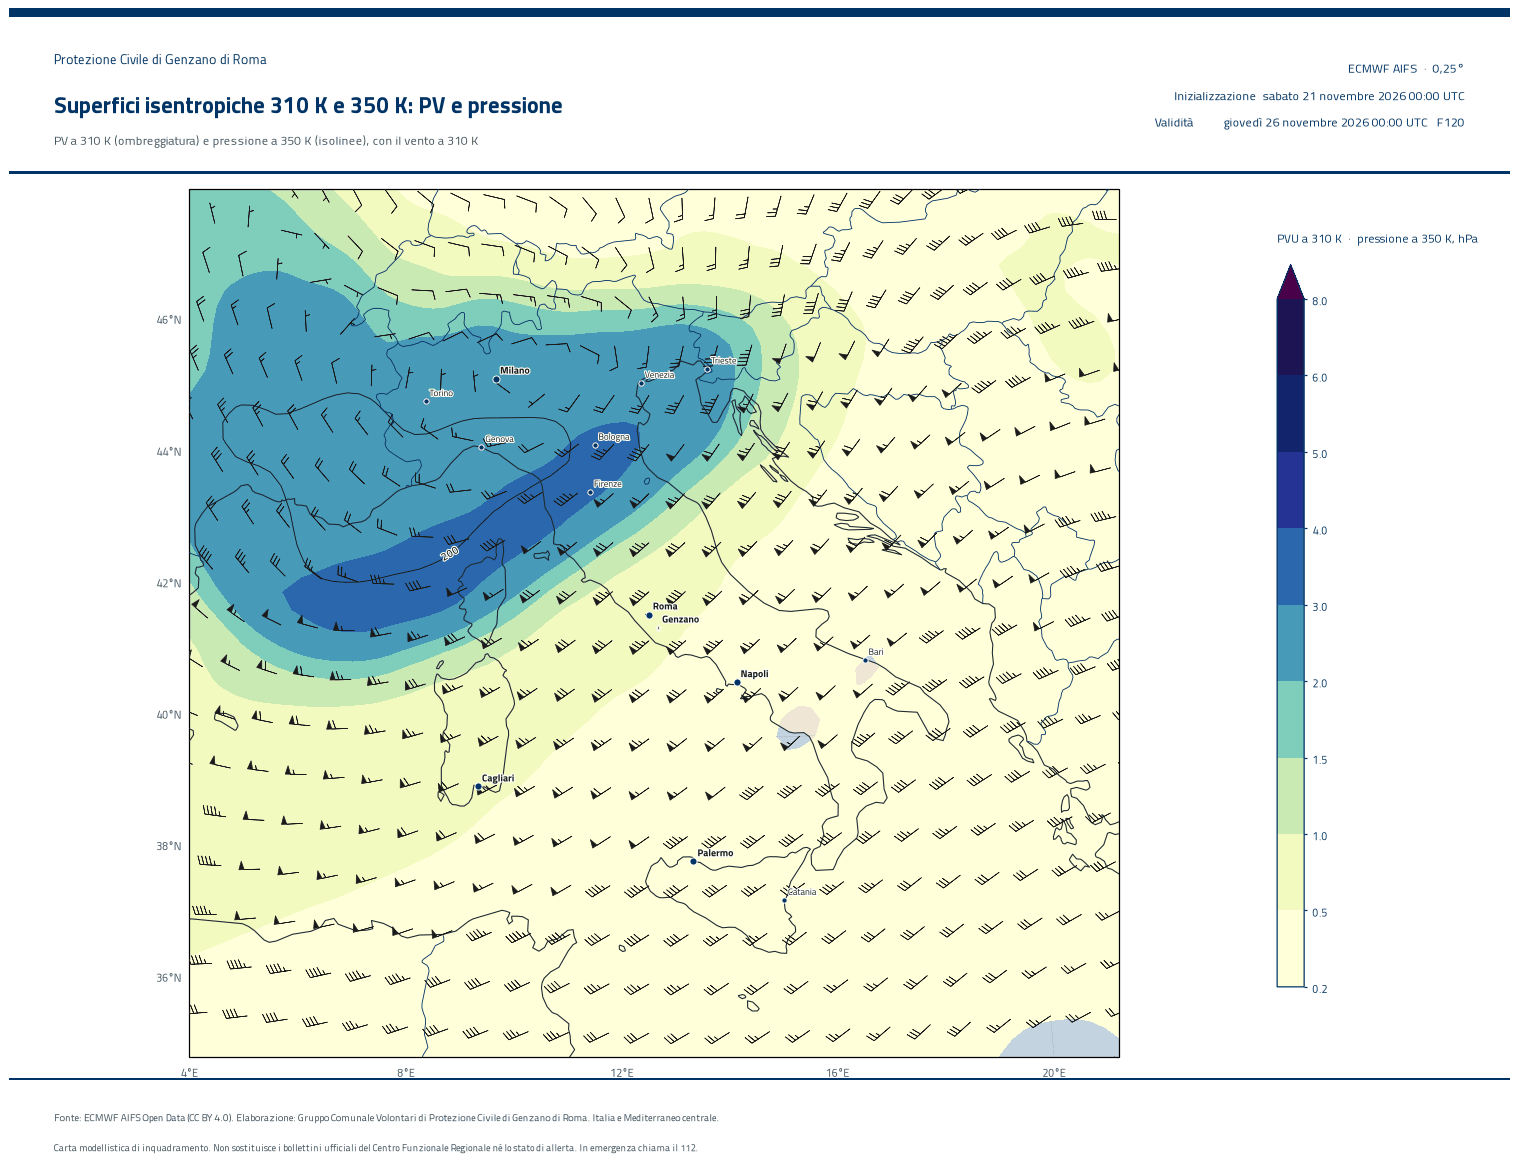 Protezione Civile di Genzano di Roma
Superfici isentropiche 310 K e 350 K: PV e pressione
PV a 310 K (ombreggiatura) e pressione a 350 K (isolinee), con il vento a 310 K
ECMWF AIFS · 0,25°
Inizializzazione sabato 21 novembre 2026 00:00 UTC
Validità giovedì 26 novembre 2026 00:00 UTC F120
PVU a 310 K · pressione a 350 K, hPa
8.0
6.0
5.0
4.0
3.0
2.0
1.5
1.0
0.5
0.2
46°N
44°N
42°N
40°N
38°N
36°N
4°E
8°E
12°E
16°E
20°E
Trieste
Milano
Venezia
Torino
Genova
Bologna
Firenze
200
Roma
Genzano
Bari
Napoli
Cagliari
Palermo
Catania
Fonte: ECMWF AIFS Open Data (CC BY 4.0). Elaborazione: Gruppo Comunale Volontari di Protezione Civile di Genzano di Roma. Italia e Mediterraneo centrale.
Carta modellistica di inquadramento. Non sostituisce i bollettini ufficiali del Centro Funzionale Regionale né lo stato di allerta. In emergenza chiama il 112.